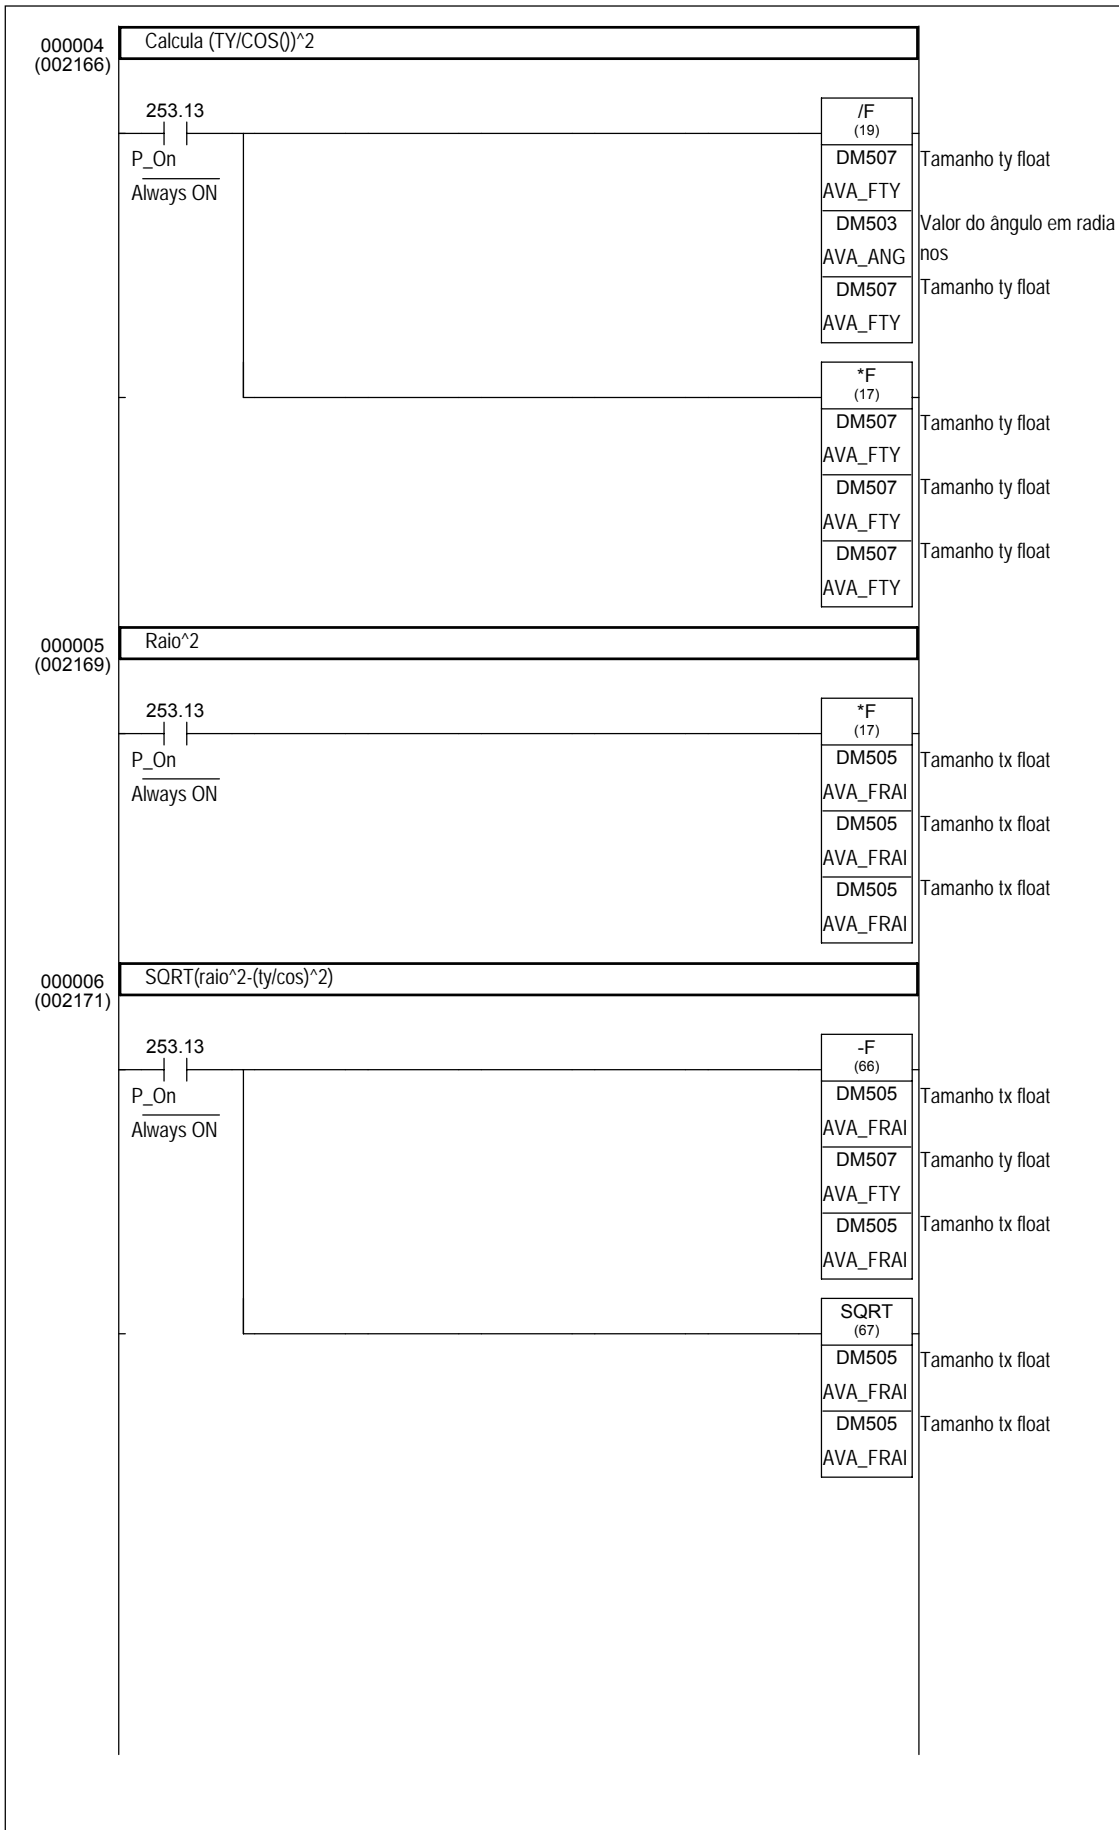 000004
(002166)
Calcula (TY/COS())^2
253.13
P_On
Always ON
/F
(19)
DM507
Tamanho ty float
AVA_FTY
DM503
Valor do ângulo em radia
AVA_ANG
nos
DM507
Tamanho ty float
AVA_FTY
*F
(17)
DM507
Tamanho ty float
AVA_FTY
DM507
Tamanho ty float
AVA_FTY
DM507
Tamanho ty float
AVA_FTY
000005
(002169)
Raio^2
253.13
P_On
Always ON
*F
(17)
DM505
Tamanho tx float
AVA_FRAI
DM505
Tamanho tx float
AVA_FRAI
DM505
Tamanho tx float
AVA_FRAI
000006
(002171)
SQRT(raio^2-(ty/cos)^2)
253.13
P_On
Always ON
-F
(66)
DM505
Tamanho tx float
AVA_FRAI
DM507
Tamanho ty float
AVA_FTY
DM505
Tamanho tx float
AVA_FRAI
SQRT
(67)
DM505
Tamanho tx float
AVA_FRAI
DM505
Tamanho tx float
AVA_FRAI